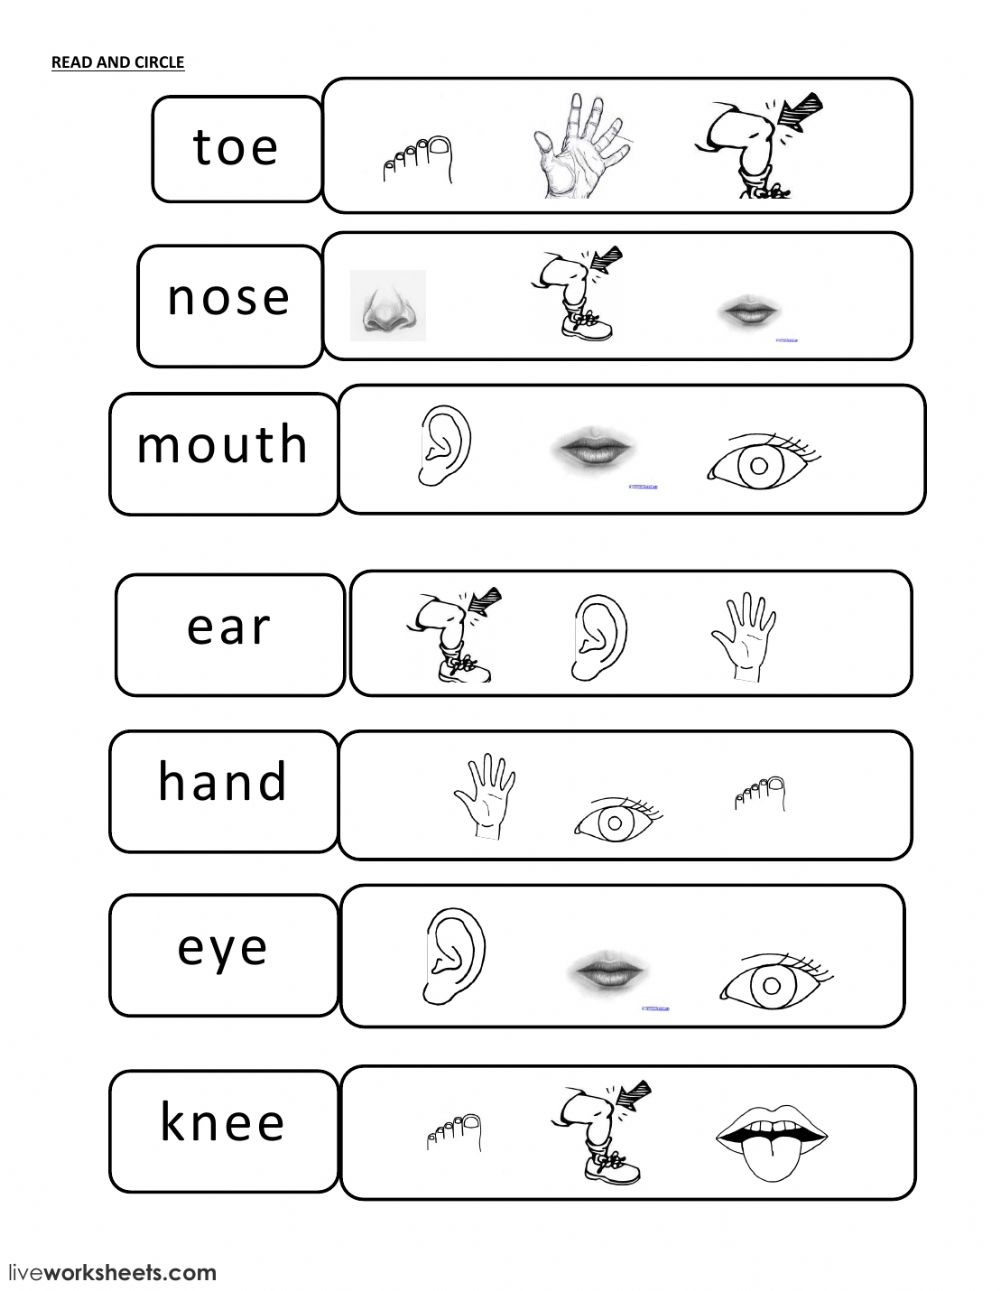 READ AND CIRCLE
toe
nose
mouth
ear
hand
eye
knee
liveworksheets.com